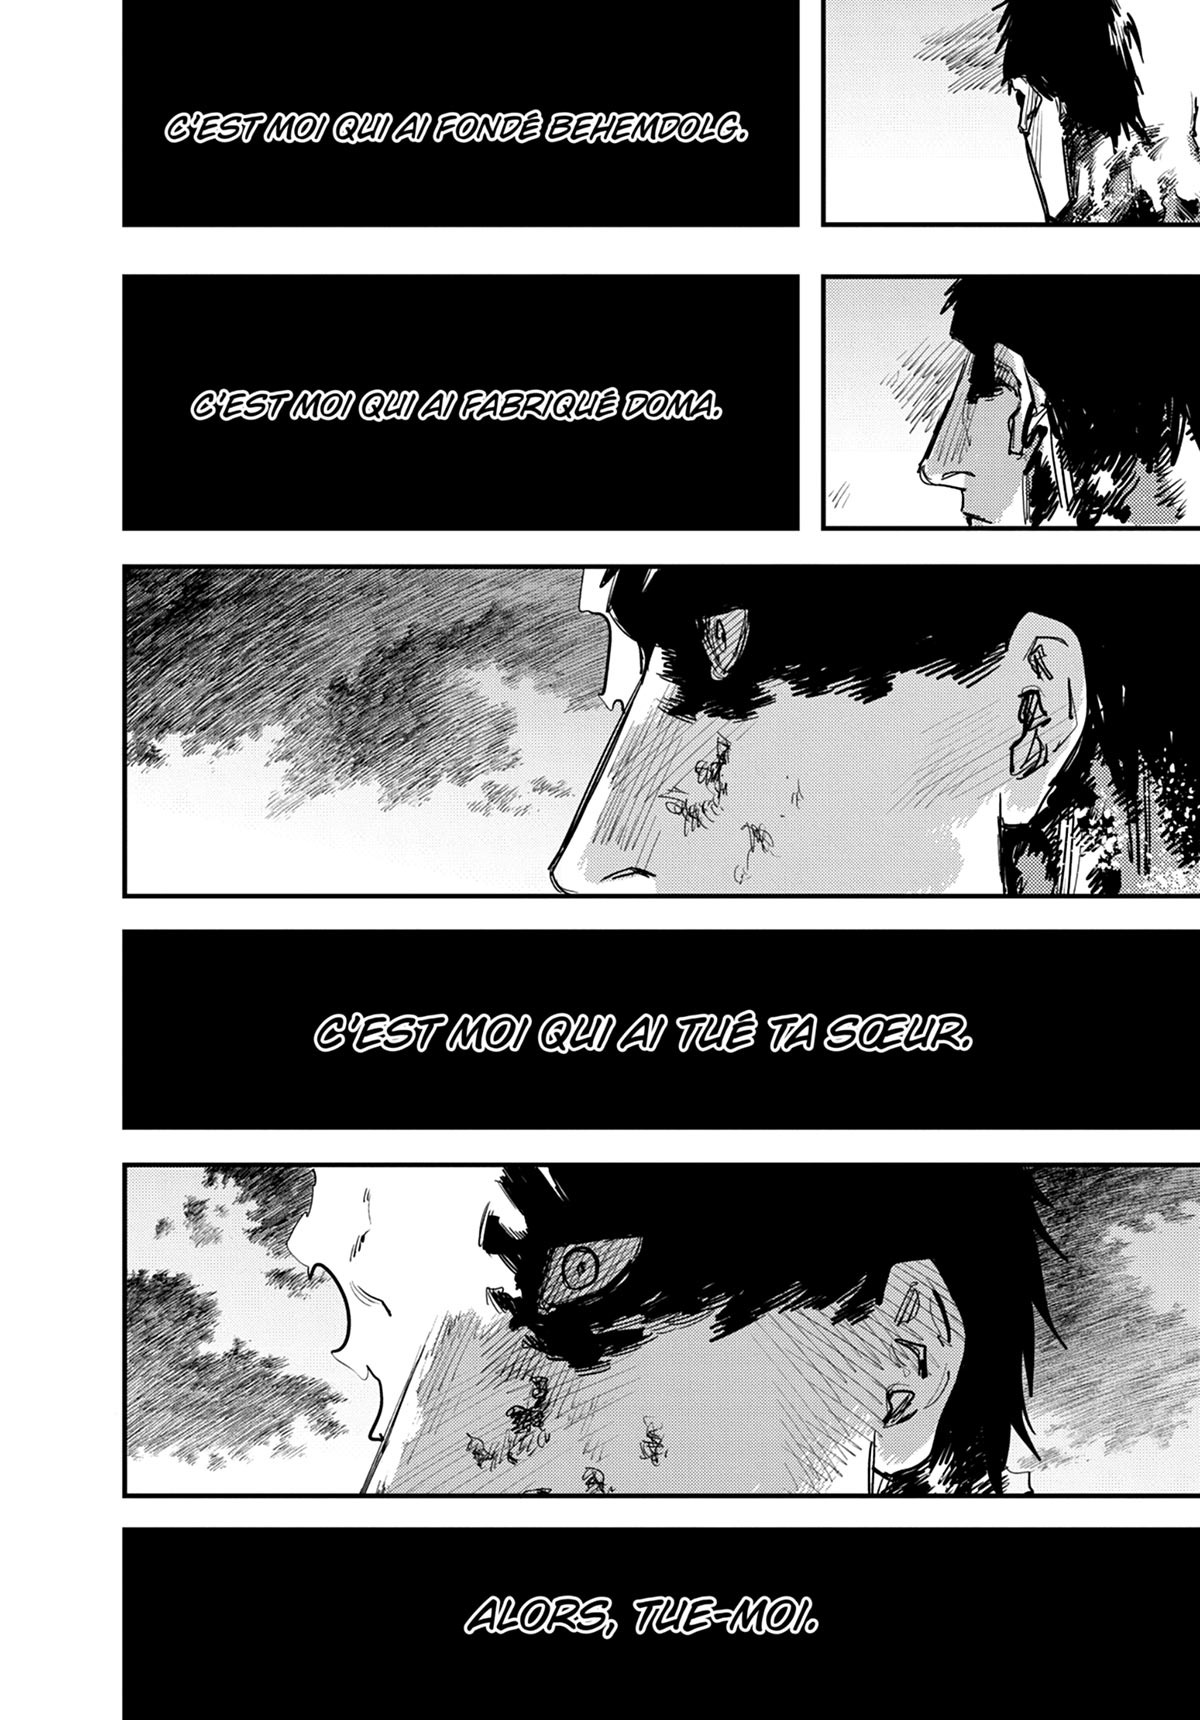 C'EST MOI QUI AI FONDÉ BEHEMDOLG.
C'EST MOI QUI AI FABRIQUÉ DOMA.
C'EST MOI QUI AI TUÉ TA SŒUR.
ALORS, TUE-MOI.